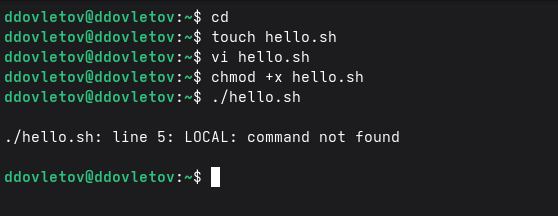 ddovletov@ddovletov:~$ cd
ddovletov@ddovletov:~$ touch hello.sh
ddovletov@ddovletov:~$ vi hello.sh
ddovletov@ddovletov:~$ chmod +x hello.sh
ddovletov@ddovletov:~$ ./hello.sh
./hello.sh: line 5: LOCAL: command not found
ddovletov@ddovletov:~$